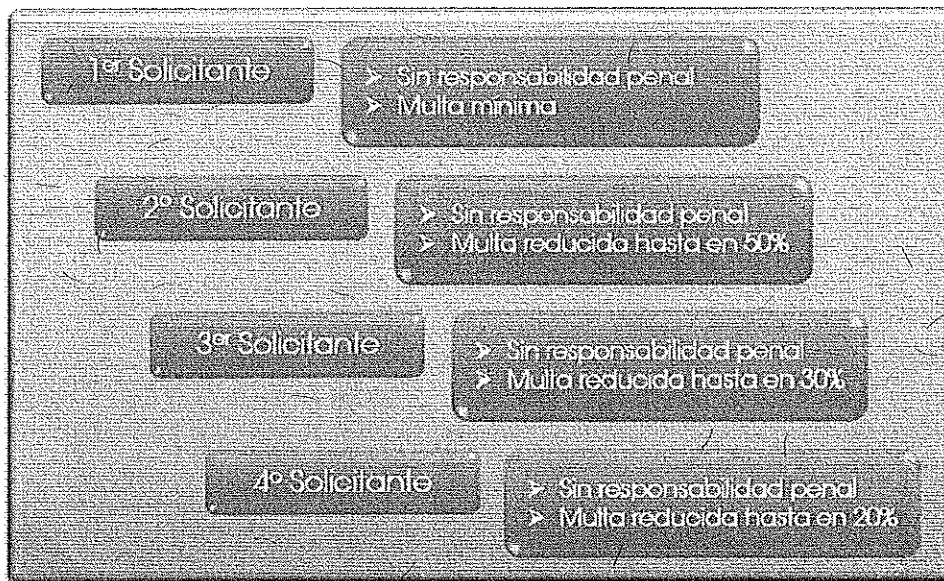 1er Solicitante
➤ Sin responsabilidad penal
➤ Multa mínima
2º Solicitante
➤ Sin responsabilidad penal
➤ Multa reducida hasta en 50%
3er Solicitante
➤ Sin responsabilidad penal
➤ Multa reducida hasta en 30%
4º Solicitante
➤ Sin responsabilidad penal
➤ Multa reducida hasta en 20%